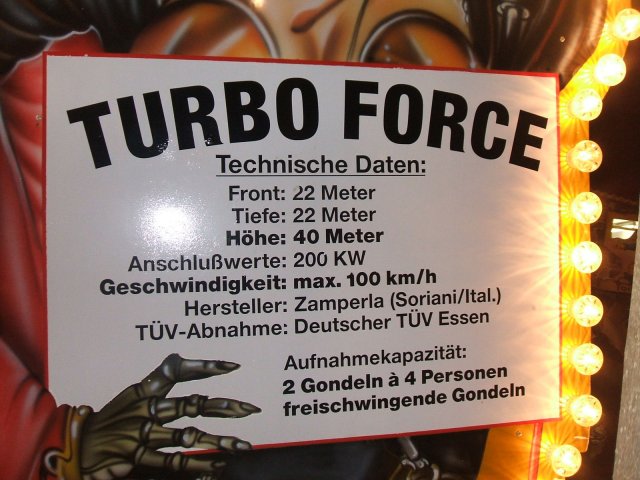 TURBO FORCE
Technische Daten:
Front: 22 Meter
Tiefe: 22 Meter
Höhe: 40 Meter
Anschlußwerte: 200 KW
Geschwindigkeit: max. 100 km/h
Hersteller: Zamperla (Soriani/Ital.)
TÜV-Abnahme: Deutscher TÜV Essen
Aufnahmekapazität:
2 Gondeln à 4 Personen
freischwingende Gondeln